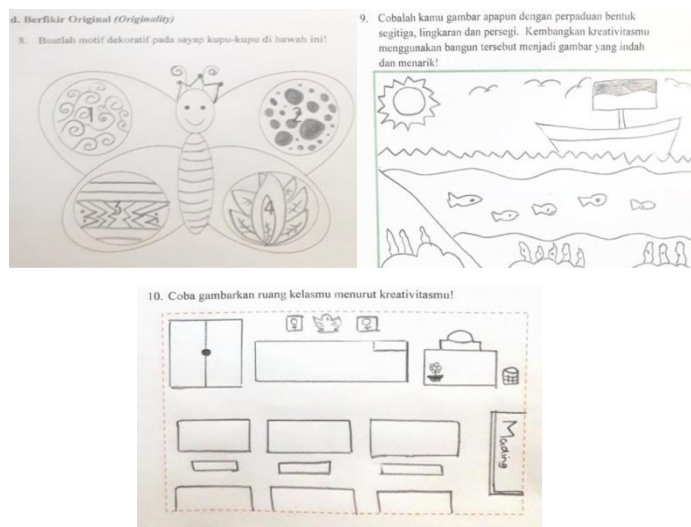 d. Berfikir Original (Originality)
8. Buatlah motif dekoratif pada sayap kupu-kupu di bawah ini!
1
2
3
4
9. Cobalah kamu gambar apapun dengan perpaduan bentuk
segitiga, lingkaran dan persegi. Kembangkan kreativitasmu
menggunakan bangun tersebut menjadi gambar yang indah
dan menarik!
10. Coba gambarkan ruang kelasmu menurut kreativitasmu!
Mading